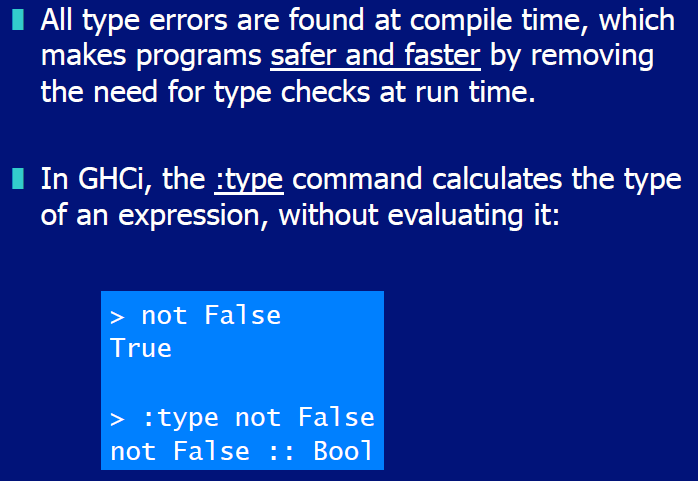 All type errors are found at compile time, which
makes programs safer and faster by removing
the need for type checks at run time.
In GHCi, the :type command calculates the type
of an expression, without evaluating it:
> not False
True
> :type not False
not False :: Bool